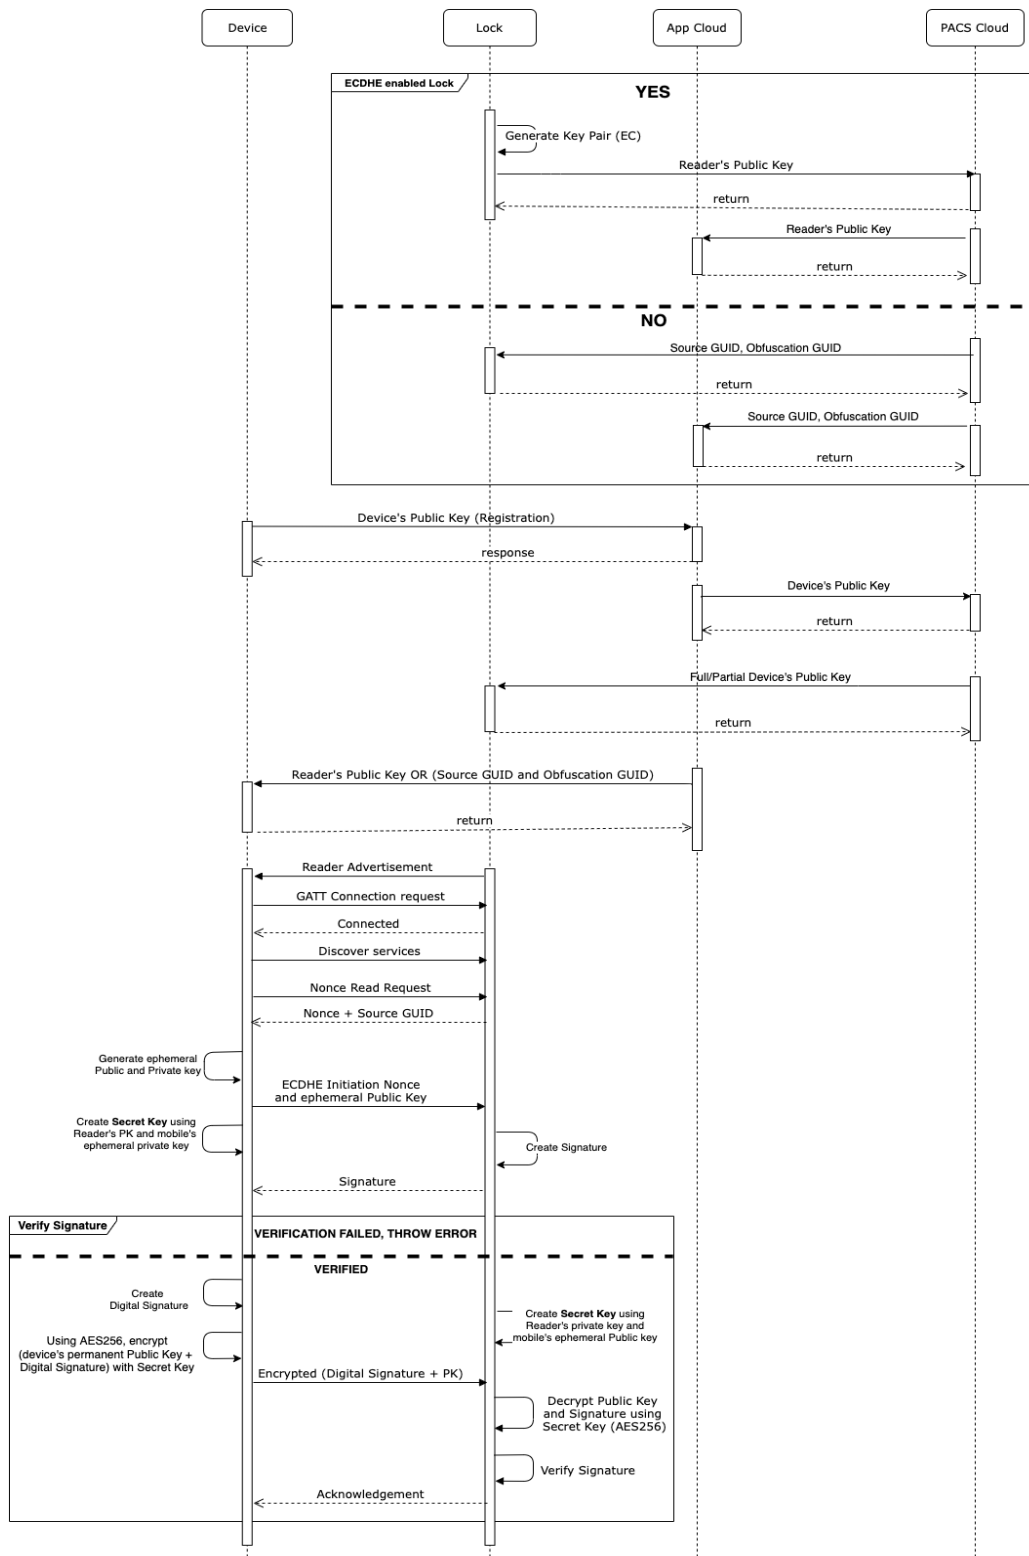 Device
Lock
App Cloud
PACS Cloud
ECDHE enabled Lock
YES
Generate Key Pair (EC)
Reader's Public Key
return
Reader's Public Key
return
NO
Source GUID, Obfuscation GUID
return
Source GUID, Obfuscation GUID
return
Device's Public Key (Registration)
response
Device's Public Key
return
Full/Partial Device's Public Key
return
Reader's Public Key OR (Source GUID and Obfuscation GUID)
return
Reader Advertisement
GATT Connection request
Connected
Discover services
Nonce Read Request
Nonce + Source GUID
Generate ephemeral
Public and Private key
ECDHE Initiation Nonce
and ephemeral Public Key
Create Secret Key using
Reader's PK and mobile's
ephemeral private key
Create Signature
Signature
Verify Signature
VERIFICATION FAILED, THROW ERROR
VERIFIED
Create
Digital Signature
Create Secret Key using
Reader's private key and
mobile's ephemeral Public key
Using AES256, encrypt
(device's permanent Public Key +
Digital Signature) with Secret Key
Encrypted (Digital Signature + PK)
Decrypt Public Key
and Signature using
Secret Key (AES256)
Verify Signature
Acknowledgement